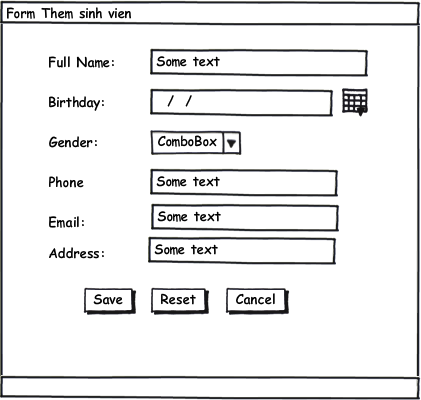 Form Them sinh vien
Full Name: Some text
Birthday: / /
Gender: ComboBox
Phone Some text
Email: Some text
Address: Some text
Save Reset Cancel